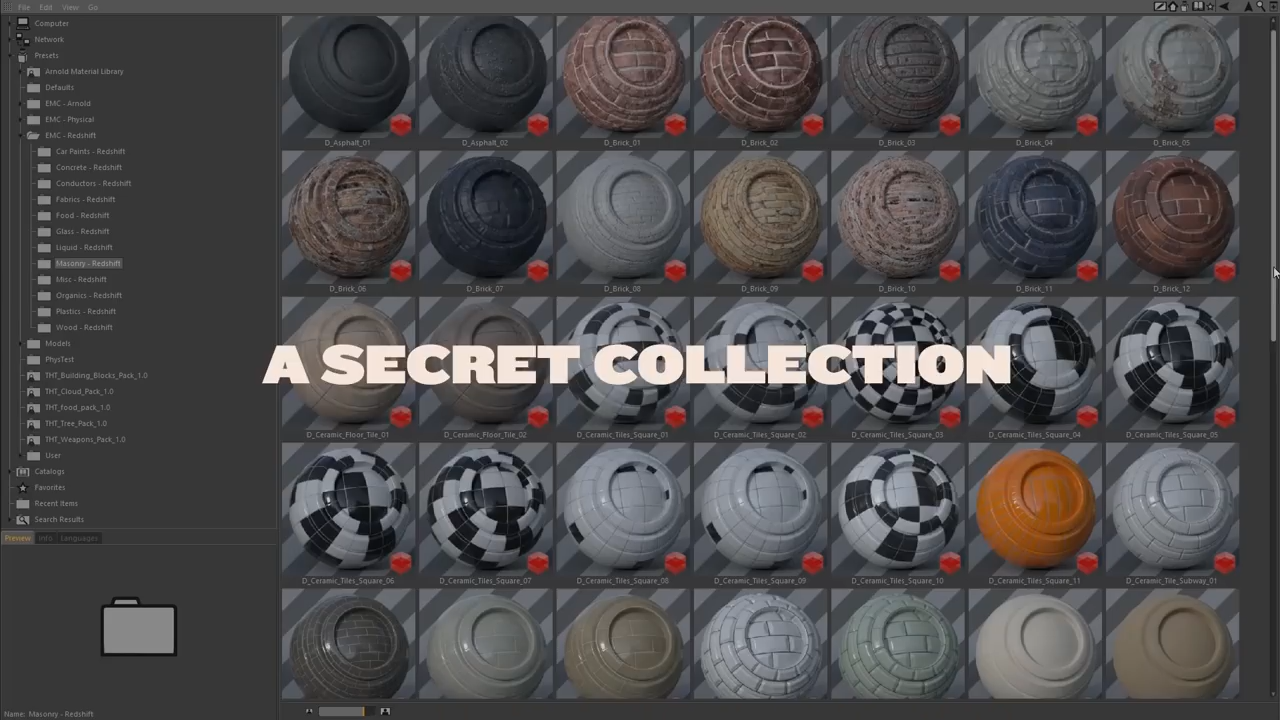 File Edit View Go
Computer
Network
Presets
Arnold Material Library
Defaults
EMC - Arnold
EMC - Physical
EMC - Redshift
Car Paints - Redshift
Concrete - Redshift
Conductors - Redshift
Fabrics - Redshift
Food - Redshift
Glass - Redshift
Liquid - Redshift
Masonry - Redshift
Misc - Redshift
Organics - Redshift
Plastics - Redshift
Wood - Redshift
Models
PhysTest
THT_Building_Blocks_Pack_1.0
THT_Cloud_Pack_1.0
THT_food_pack_1.0
THT_Tree_Pack_1.0
THT_Weapons_Pack_1.0
User
Catalogs
Favorites
Recent Items
Search Results
Preview Info Languages
Name: Masonry - Redshift
D_Asphalt_01 D_Asphalt_02 D_Brick_01 D_Brick_02 D_Brick_03 D_Brick_04 D_Brick_05
D_Brick_06 D_Brick_07 D_Brick_08 D_Brick_09 D_Brick_10 D_Brick_11 D_Brick_12
A SECRET COLLECTION
D_Ceramic_Floor_Tile_01 D_Ceramic_Floor_Tile_02 D_Ceramic_Tiles_Square_01 D_Ceramic_Tiles_Square_02 D_Ceramic_Tiles_Square_03 D_Ceramic_Tiles_Square_04 D_Ceramic_Tiles_Square_05
D_Ceramic_Tiles_Square_06 D_Ceramic_Tiles_Square_07 D_Ceramic_Tiles_Square_08 D_Ceramic_Tiles_Square_09 D_Ceramic_Tiles_Square_10 D_Ceramic_Tiles_Square_11 D_Ceramic_Tile_Subway_01